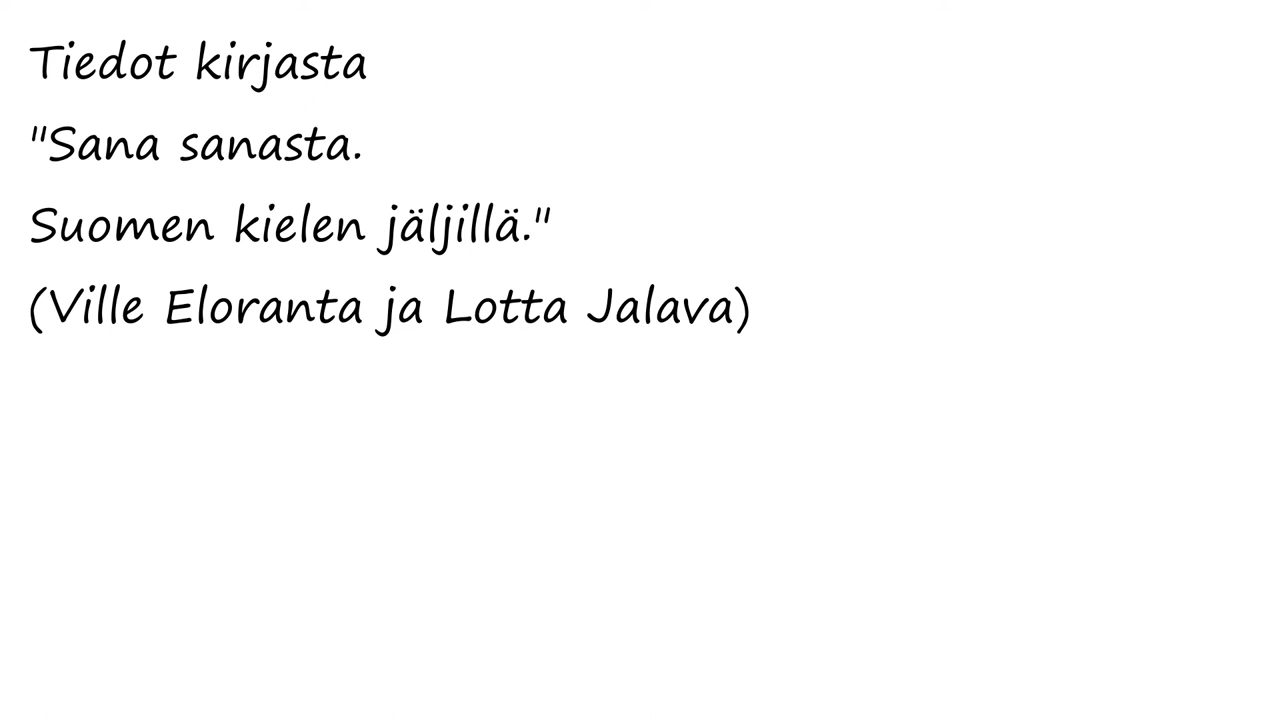 Tiedot kirjasta
"Sana sanasta.
Suomen kielen jäljillä."
(Ville Eloranta ja Lotta Jalava)